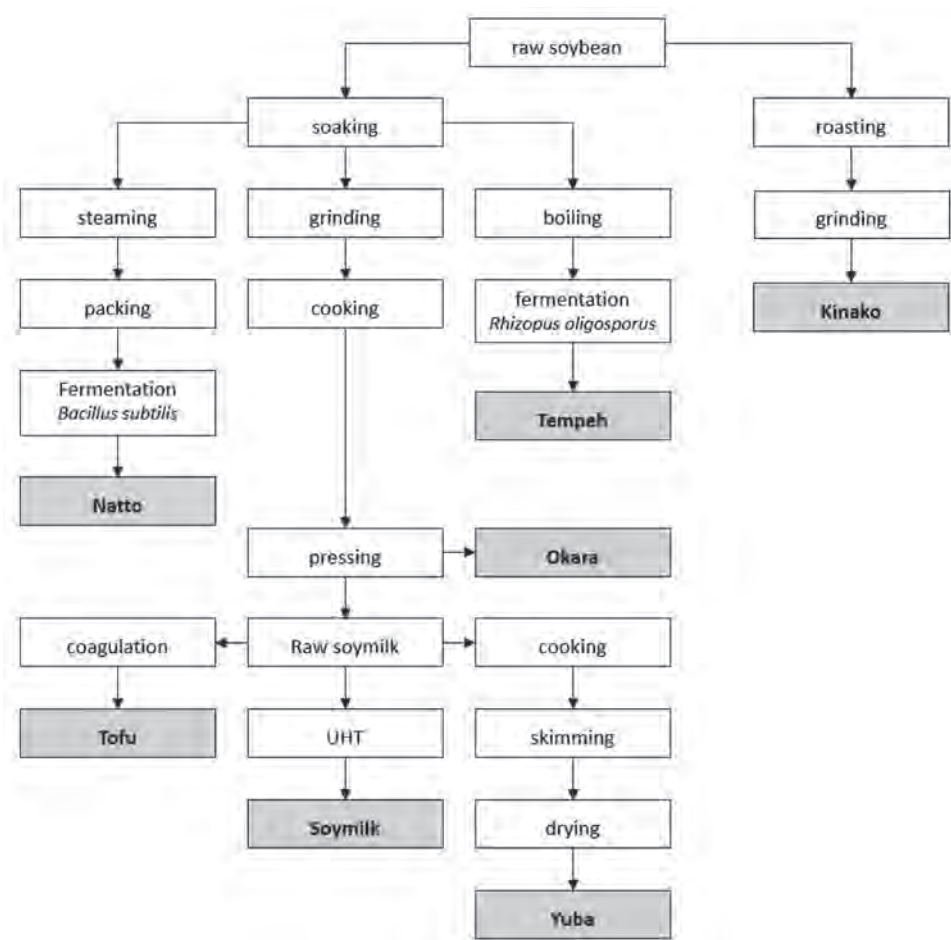 raw soybean
soaking
roasting
steaming
grinding
boiling
grinding
packing
cooking
fermentation
Rhizopus oligosporus
Kinako
Fermentation
Bacillus subtilis
Tempeh
Natto
pressing
Okara
coagulation
Raw soymilk
cooking
Tofu
UHT
skimming
Soymilk
drying
Yuba